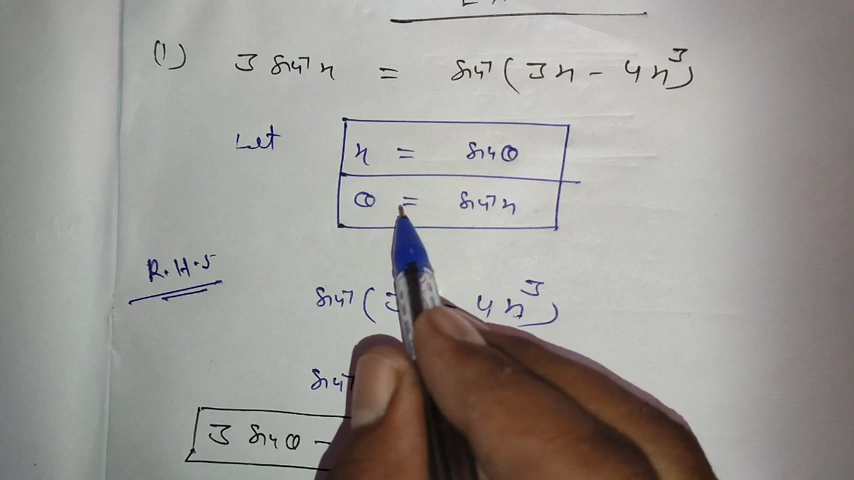 (1) 3 sin⁻¹x = sin⁻¹(3x - 4x³)
Let x = sinθ
θ = sin⁻¹x
R.H.S
sin⁻¹(3 4x³)
sin⁻¹
3 sinθ -